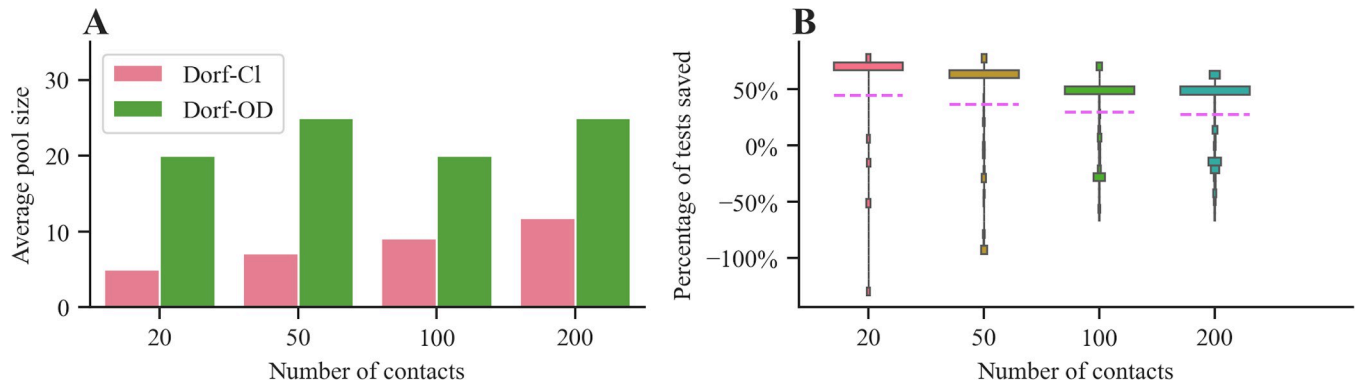 A
Average pool size
30
20
10
0
Dorf-Cl
Dorf-OD
20 50 100 200
Number of contacts
B
Percentage of tests saved
50%
0%
−50%
−100%
20 50 100 200
Number of contacts